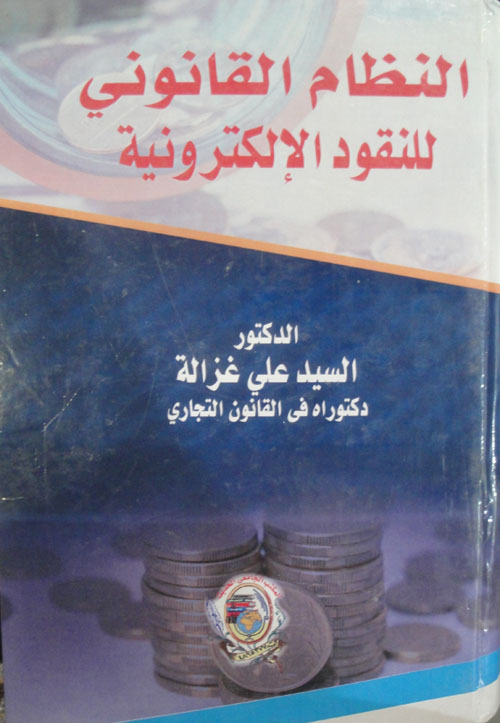 النظام القانوني
للنقود الإلكترونية
الدكتور
السيد علي غزالة
دكتوراه فى القانون التجاري